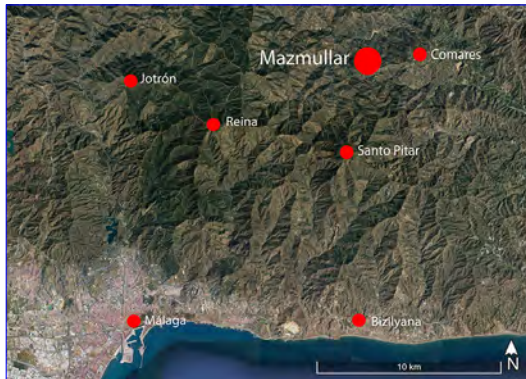 Mazmullar
Comares
Jotrón
Reina
Santo Pitar
Málaga
Bizilyana
10 km
N